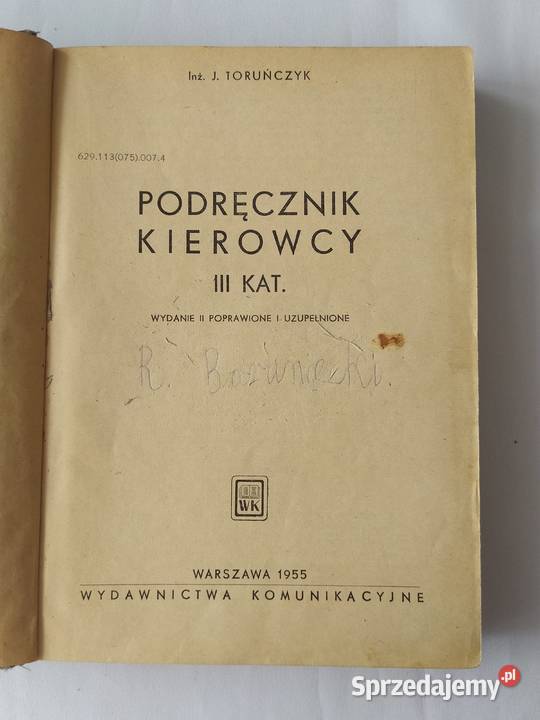 Inż. J. TORUŃCZYK
629.113(075).007.4
PODRĘCZNIK
KIEROWCY
III KAT.
WYDANIE II POPRAWIONE I UZUPEŁNIONE
R.
WK
WARSZAWA 1955
WYDAWNICTWA KOMUNIKACYJNE
Sprzedajemy.pl